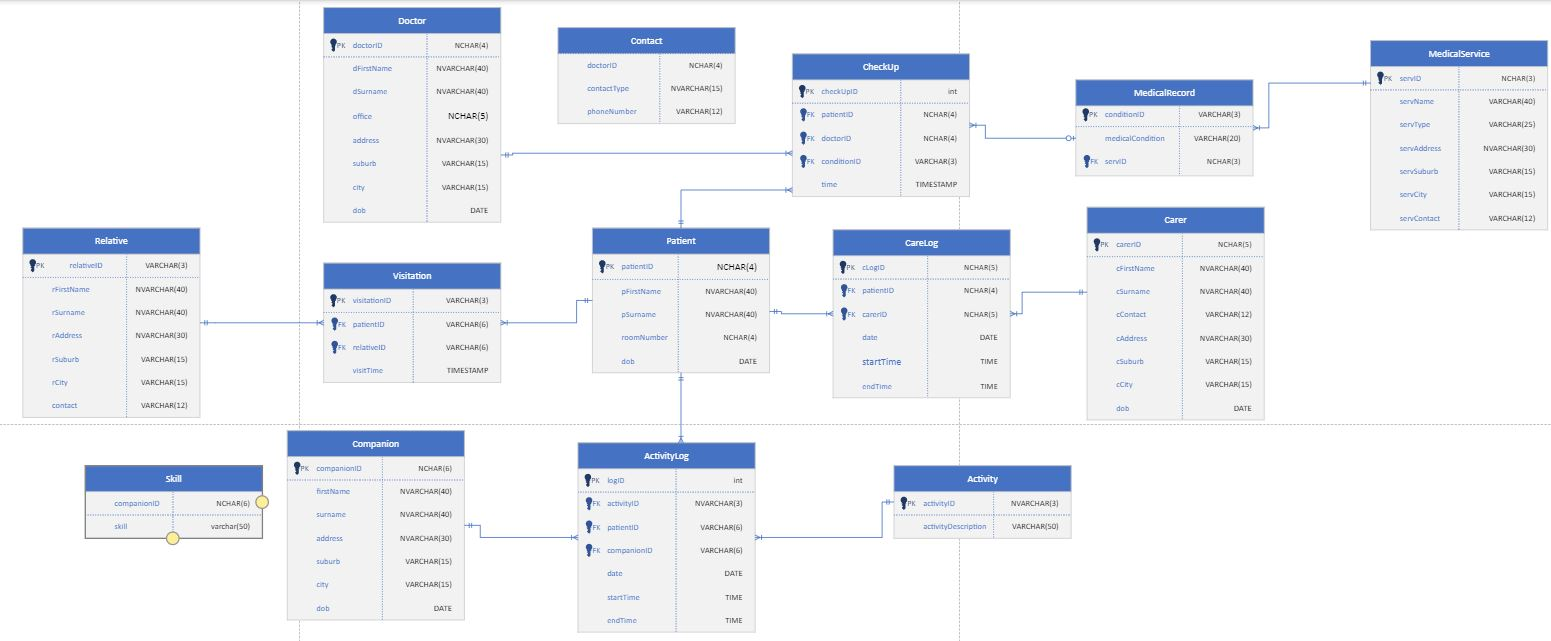 Doctor
PK doctorID NCHAR(4)
dFirstName NVARCHAR(40)
dSurname NVARCHAR(40)
office NCHAR(5)
address NVARCHAR(30)
suburb VARCHAR(15)
city VARCHAR(15)
dob DATE
Contact
doctorID NCHAR(4)
contactType NVARCHAR(15)
phoneNumber VARCHAR(12)
CheckUp
PK checkUpID int
FK patientID NCHAR(4)
FK doctorID NCHAR(4)
FK conditionID VARCHAR(3)
time TIMESTAMP
MedicalRecord
PK conditionID VARCHAR(3)
medicalCondition VARCHAR(20)
FK servID NCHAR(3)
MedicalService
PK servID NCHAR(3)
servName VARCHAR(40)
servType VARCHAR(25)
servAddress NVARCHAR(30)
servSuburb VARCHAR(15)
servCity VARCHAR(15)
servContact VARCHAR(12)
Relative
PK relativeID VARCHAR(3)
rFirstName NVARCHAR(40)
rSurname NVARCHAR(40)
rAddress NVARCHAR(30)
rSuburb VARCHAR(15)
rCity VARCHAR(15)
contact VARCHAR(12)
Visitation
PK visitationID VARCHAR(3)
FK patientID VARCHAR(6)
FK relativeID VARCHAR(6)
visitTime TIMESTAMP
Patient
PK patientID NCHAR(4)
pFirstName NVARCHAR(40)
pSurname NVARCHAR(40)
roomNumber NCHAR(4)
dob DATE
CareLog
PK cLogID NCHAR(5)
FK patientID NCHAR(4)
FK carerID NCHAR(5)
date DATE
startTime TIME
endTime TIME
Carer
PK carerID NCHAR(5)
cFirstName NVARCHAR(40)
cSurname NVARCHAR(40)
cContact VARCHAR(12)
cAddress NVARCHAR(30)
cSuburb VARCHAR(15)
cCity VARCHAR(15)
dob DATE
Skill
companionID NCHAR(6)
skill varchar(50)
Companion
PK companionID NCHAR(6)
firstName NVARCHAR(40)
surname NVARCHAR(40)
address NVARCHAR(30)
suburb VARCHAR(15)
city VARCHAR(15)
dob DATE
ActivityLog
PK logID int
FK activityID NVARCHAR(3)
FK patientID VARCHAR(6)
FK companionID VARCHAR(6)
date DATE
startTime TIME
endTime TIME
Activity
PK activityID NVARCHAR(3)
activityDescription VARCHAR(50)